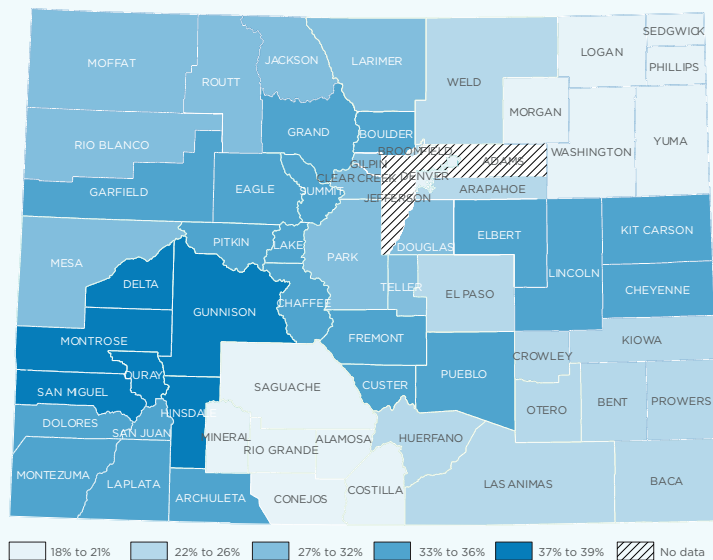 SEDGWICK
LOGAN
JACKSON
LARIMER
MOFFAT
PHILLIPS
ROUTT
WELD
MORGAN
GRAND
BOULDER
YUMA
RIO BLANCO
BROOMFIELD
WASHINGTON
GILPIN
ADAMS
CLEAR CREEK
DENVER
GARFIELD
EAGLE
SUMMIT
ARAPAHOE
JEFFERSON
KIT CARSON
ELBERT
PITKIN
LAKE
DOUGLAS
PARK
MESA
LINCOLN
DELTA
TELLER
CHEYENNE
EL PASO
CHAFFEE
GUNNISON
FREMONT
MONTROSE
KIOWA
CROWLEY
OURAY
PUEBLO
CUSTER
SAGUACHE
SAN MIGUEL
BENT
PROWERS
OTERO
HINSDALE
DOLORES
SAN JUAN
MINERAL
ALAMOSA
HUERFANO
RIO GRANDE
MONTEZUMA
LAPLATA
LAS ANIMAS
BACA
COSTILLA
ARCHULETA
CONEJOS
18% to 21%
22% to 26%
27% to 32%
33% to 36%
37% to 39%
No data